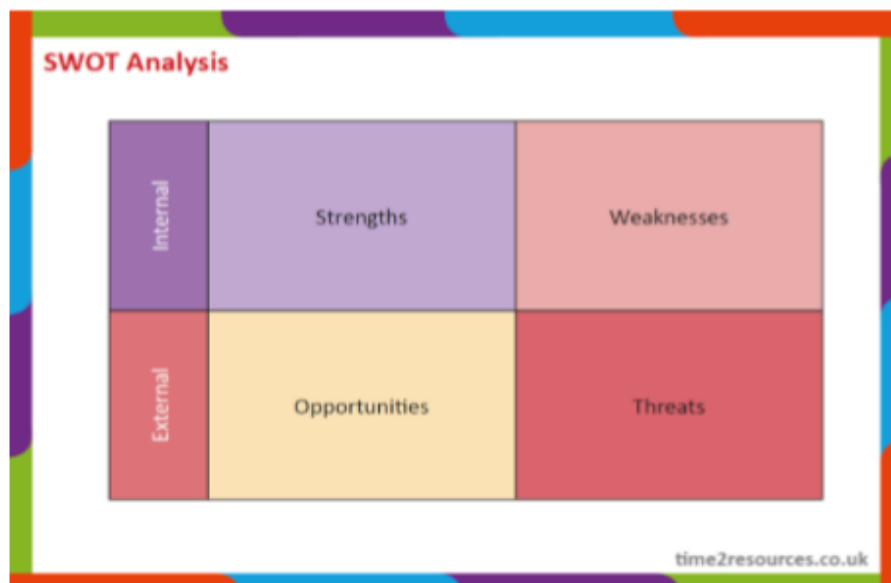 SWOT Analysis
Internal
Strengths
Weaknesses
External
Opportunities
Threats
time2resources.co.uk